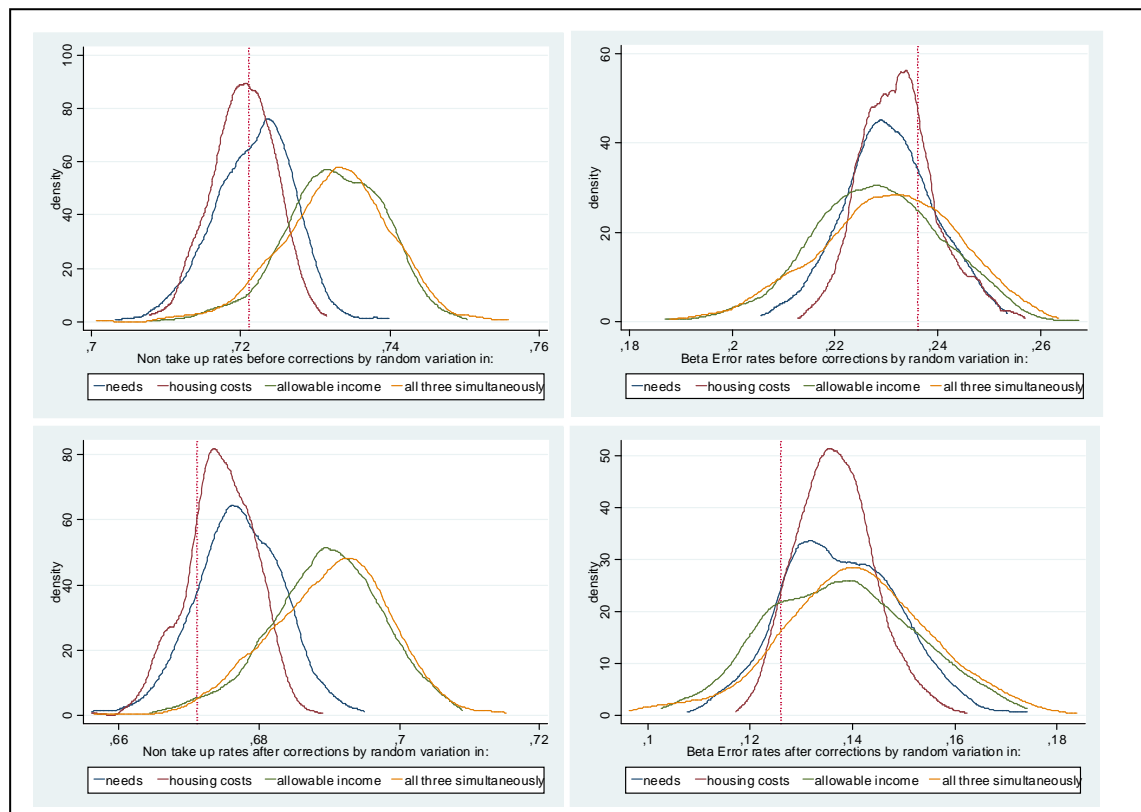 density
0 20 40 60 80 100
,7 ,72 ,74 ,76
Non take up rates before corrections by random variation in:
needs housing costs allowable income all three simultaneously
density
0 20 40 60
,18 ,2 ,22 ,24 ,26
Beta Error rates before corrections by random variation in:
needs housing costs allowable income all three simultaneously
density
0 20 40 60 80
,66 ,68 ,7 ,72
Non take up rates after corrections by random variation in:
needs housing costs allowable income all three simultaneously
density
0 10 20 30 40 50
,1 ,12 ,14 ,16 ,18
Beta Error rates after corrections by random variation in:
needs housing costs allowable income all three simultaneously